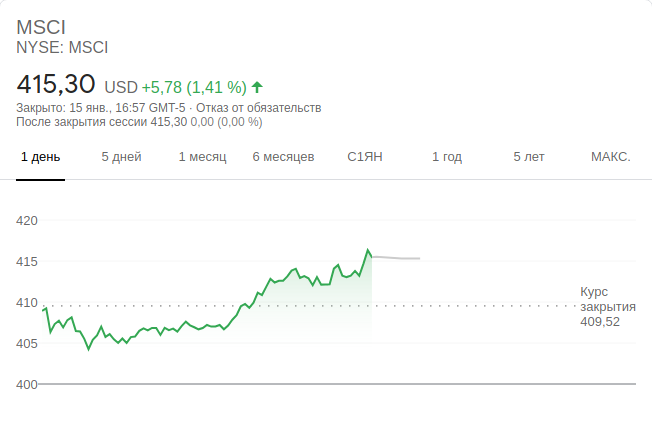 MSCI
NYSE: MSCI
415,30 USD +5,78 (1,41 %)
Закрыто: 15 янв., 16:57 GMT-5 · Отказ от обязательств
После закрытия сессии 415,30 0,00 (0,00 %)
1 день 5 дней 1 месяц 6 месяцев С1ЯН 1 год 5 лет МАКС.
420
415
410
Курс
закрытия
409,52
405
400